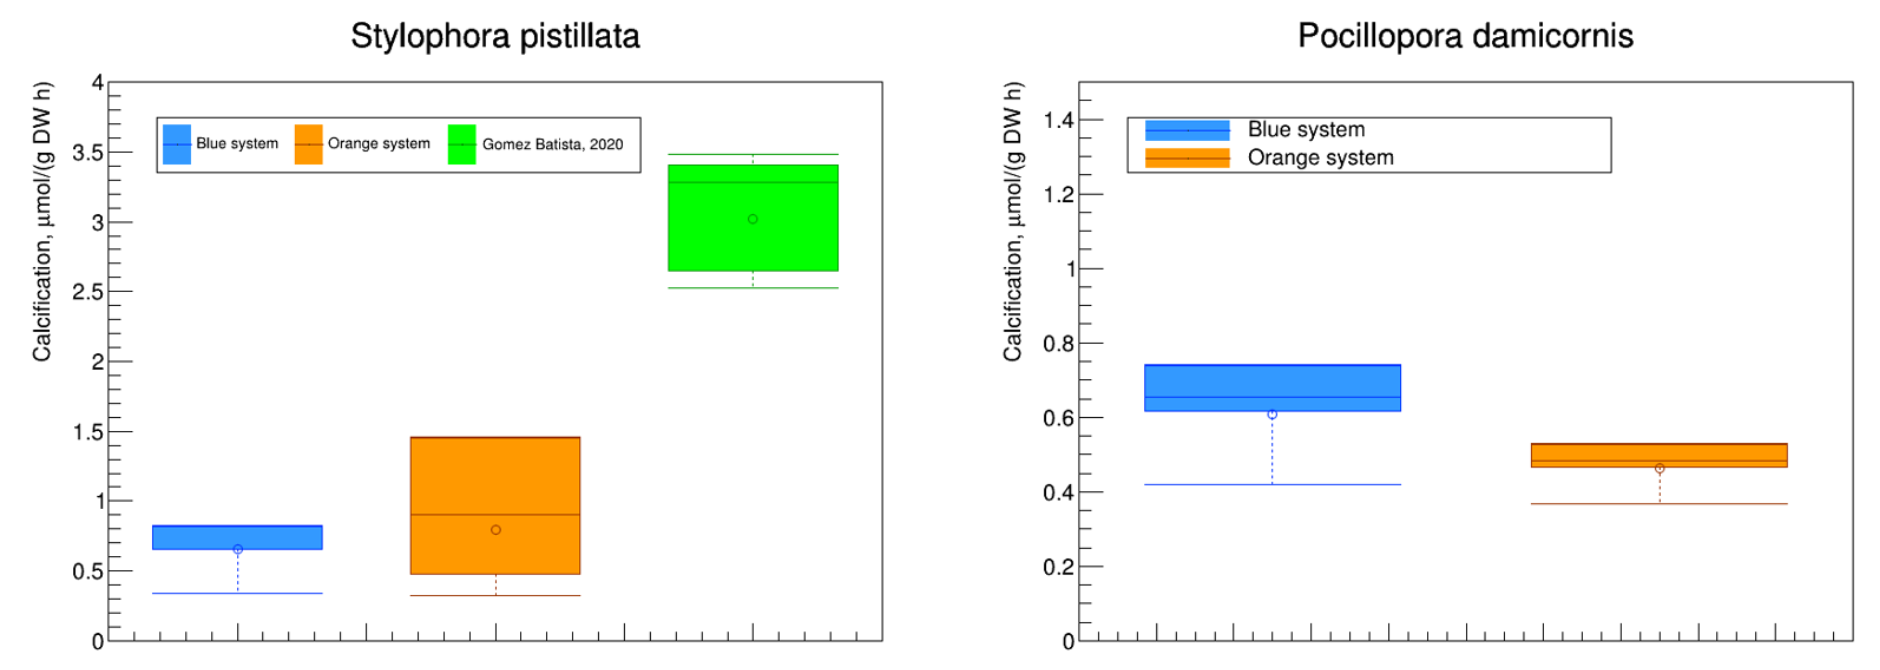 Stylophora pistillata
Calcification, μmol/(g DW h)
4
3.5
3
2.5
2
1.5
1
0.5
0
Blue system
Orange system
Gomez Batista, 2020
Pocillopora damicornis
Calcification, μmol/(g DW h)
1.4
1.2
1
0.8
0.6
0.4
0.2
0
Blue system
Orange system